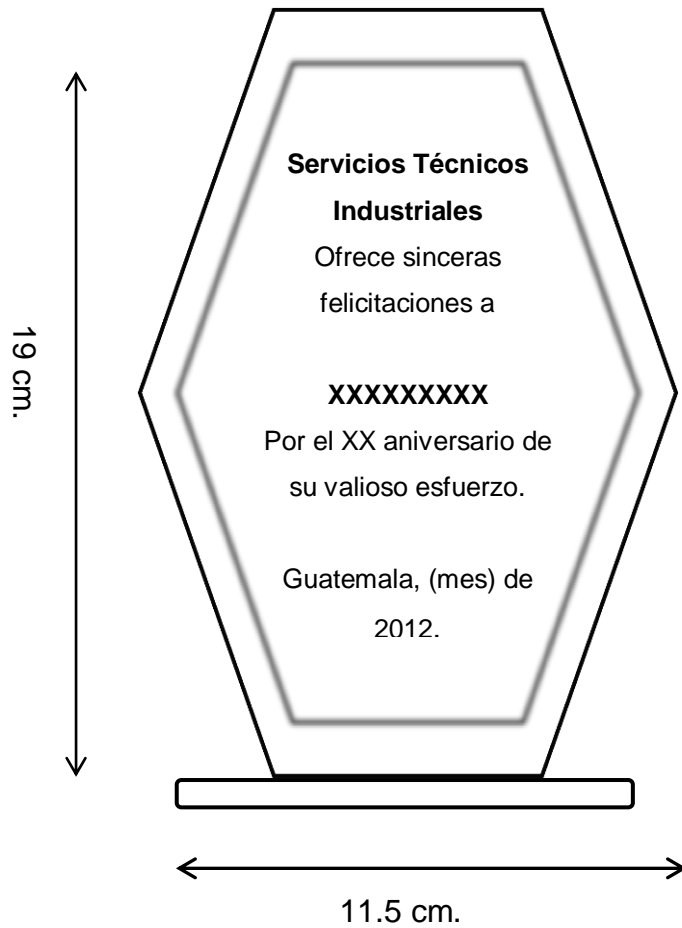 Servicios Técnicos
Industriales
Ofrece sinceras
felicitaciones a
XXXXXXXXX
Por el XX aniversario de
su valioso esfuerzo.
Guatemala, (mes) de
2012.
19 cm.
11.5 cm.